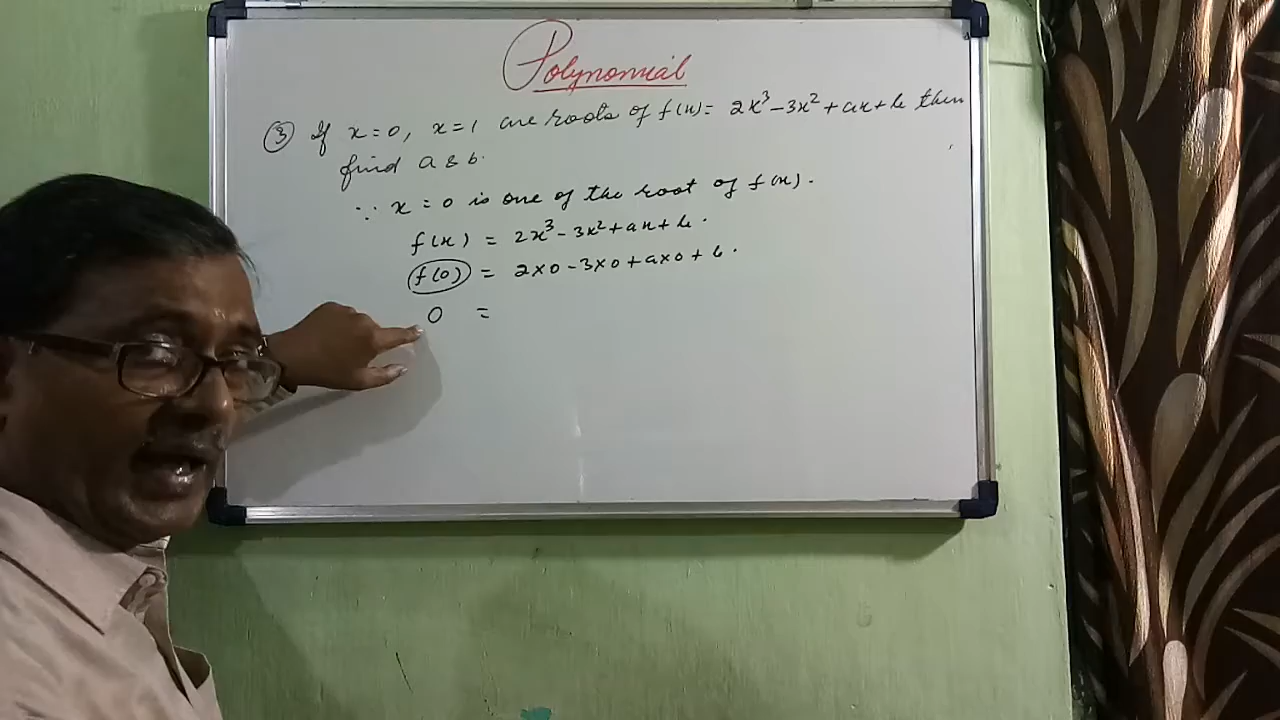 Polynomial
③ If x=0, x=1 are roots of f(x)= 2x³-3x²+ax+b then
find a & b.
∵ x=0 is one of the root of f(x).
f(x) = 2x³-3x²+ax+b.
f(0) = 2×0-3×0+a×0+b.
0 =